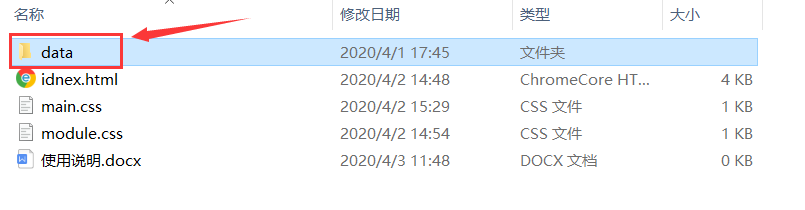 名称 修改日期 类型 大小
data 2020/4/1 17:45 文件夹
idnex.html 2020/4/2 14:48 ChromeCore HT... 4 KB
main.css 2020/4/2 15:29 CSS 文件 1 KB
module.css 2020/4/2 14:54 CSS 文件 1 KB
使用说明.docx 2020/4/3 11:48 DOCX 文档 0 KB